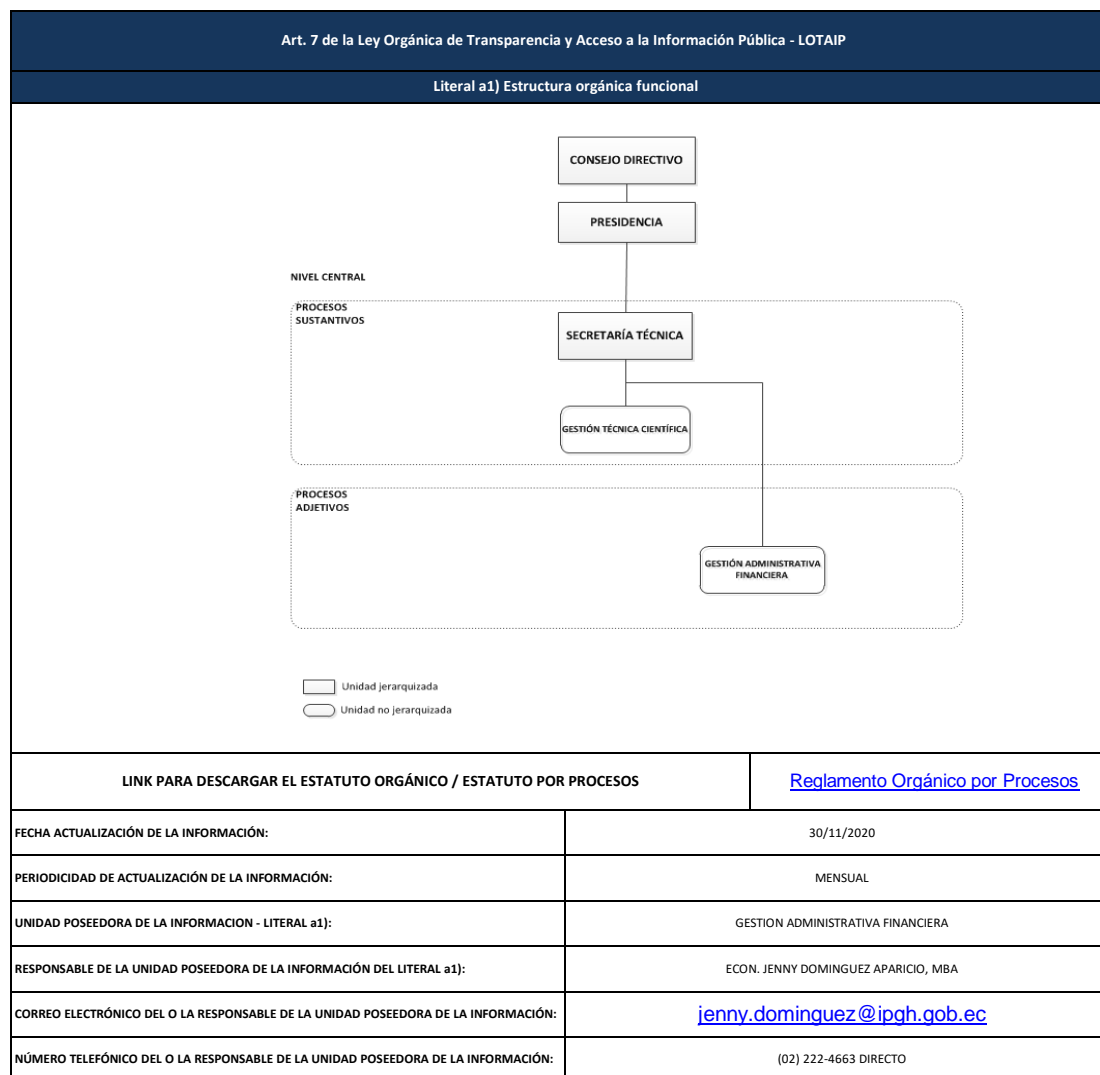 Art. 7 de la Ley Orgánica de Transparencia y Acceso a la Información Pública - LOTAIP
Literal a1) Estructura orgánica funcional
CONSEJO DIRECTIVO
PRESIDENCIA
NIVEL CENTRAL
PROCESOS
SUSTANTIVOS
SECRETARÍA TÉCNICA
GESTIÓN TÉCNICA CIENTÍFICA
PROCESOS
ADJETIVOS
GESTIÓN ADMINISTRATIVA
FINANCIERA
Unidad jerarquizada
Unidad no jerarquizada
LINK PARA DESCARGAR EL ESTATUTO ORGÁNICO / ESTATUTO POR PROCESOS
Reglamento Orgánico por Procesos
FECHA ACTUALIZACIÓN DE LA INFORMACIÓN:
30/11/2020
PERIODICIDAD DE ACTUALIZACIÓN DE LA INFORMACIÓN:
MENSUAL
UNIDAD POSEEDORA DE LA INFORMACION - LITERAL a1):
GESTION ADMINISTRATIVA FINANCIERA
RESPONSABLE DE LA UNIDAD POSEEDORA DE LA INFORMACIÓN DEL LITERAL a1):
ECON. JENNY DOMINGUEZ APARICIO, MBA
CORREO ELECTRÓNICO DEL O LA RESPONSABLE DE LA UNIDAD POSEEDORA DE LA INFORMACIÓN:
jenny.dominguez@ipgh.gob.ec
NÚMERO TELEFÓNICO DEL O LA RESPONSABLE DE LA UNIDAD POSEEDORA DE LA INFORMACIÓN:
(02) 222-4663 DIRECTO